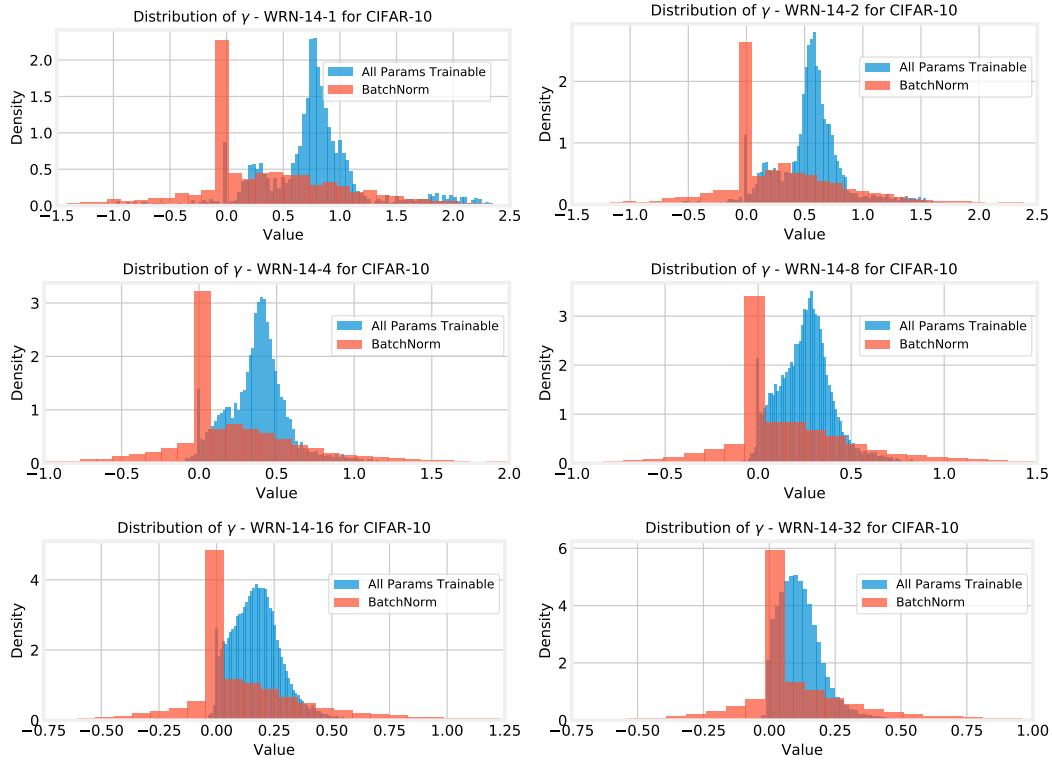 Distribution of γ - WRN-14-1 for CIFAR-10
Density
2.0
1.5
1.0
0.5
0.0
All Params Trainable
BatchNorm
−1.5 −1.0 −0.5 0.0 0.5 1.0 1.5 2.0 2.5
Value
Distribution of γ - WRN-14-2 for CIFAR-10
Density
2
1
0
All Params Trainable
BatchNorm
−1.5 −1.0 −0.5 0.0 0.5 1.0 1.5 2.0 2.5
Value
Distribution of γ - WRN-14-4 for CIFAR-10
Density
3
2
1
0
All Params Trainable
BatchNorm
−1.0 −0.5 0.0 0.5 1.0 1.5 2.0
Value
Distribution of γ - WRN-14-8 for CIFAR-10
Density
3
2
1
0
All Params Trainable
BatchNorm
−1.0 −0.5 0.0 0.5 1.0 1.5
Value
Distribution of γ - WRN-14-16 for CIFAR-10
Density
4
2
0
All Params Trainable
BatchNorm
−0.75 −0.50 −0.25 0.00 0.25 0.50 0.75 1.00 1.25
Value
Distribution of γ - WRN-14-32 for CIFAR-10
Density
6
4
2
0
All Params Trainable
BatchNorm
−0.75 −0.50 −0.25 0.00 0.25 0.50 0.75 1.00
Value